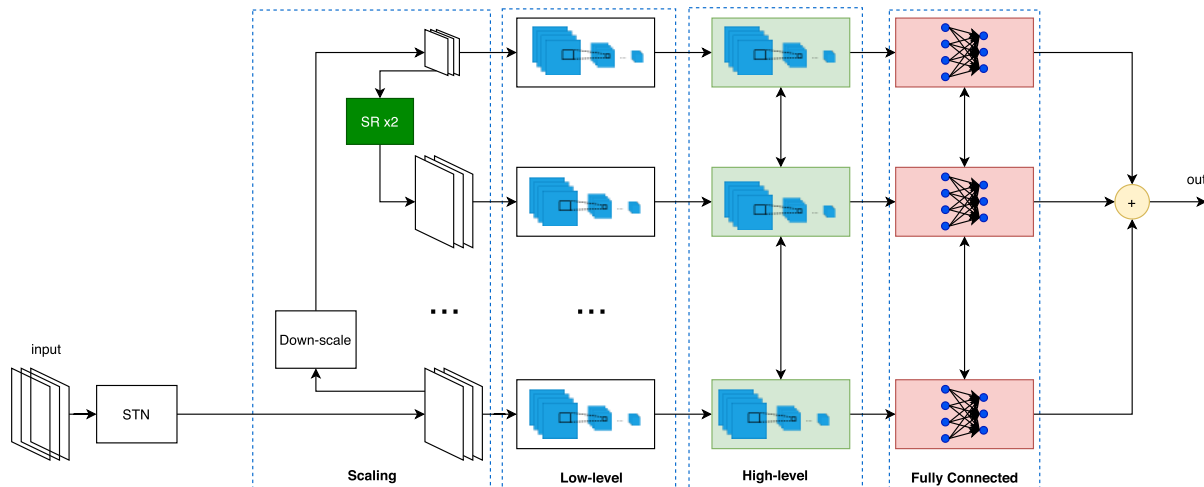 SR x2
out
+
...
...
Down-scale
input
STN
Scaling
Low-level
High-level
Fully Connected